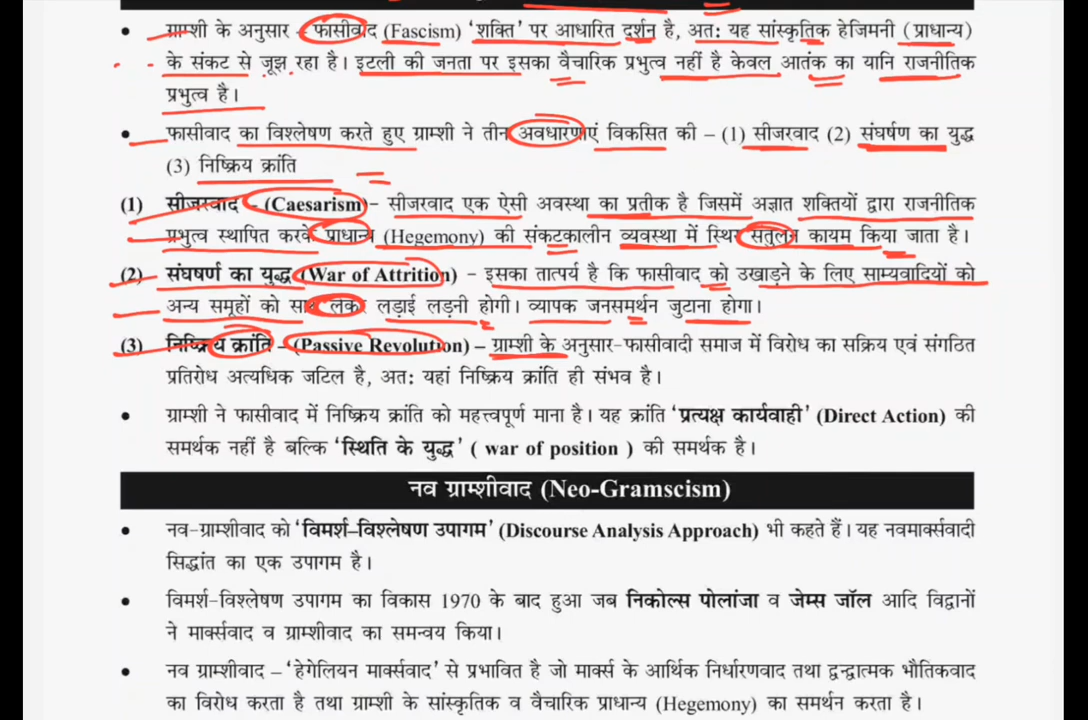 • ग्राम्शी के अनुसार - फासीवाद (Fascism) 'शक्ति' पर आधारित दर्शन है, अतः यह सांस्कृतिक हेजिमनी (प्राधान्य)
के संकट से जूझ रहा है। इटली की जनता पर इसका वैचारिक प्रभुत्व नहीं है केवल आतंक का यानि राजनीतिक
प्रभुत्व है।
• फासीवाद का विश्लेषण करते हुए ग्राम्शी ने तीन अवधारणाएं विकसित की – (1) सीजरवाद (2) संघर्षण का युद्ध
(3) निष्क्रिय क्रांति
(1) सीजरवाद - (Caesarism)- सीजरवाद एक ऐसी अवस्था का प्रतीक है जिसमें अज्ञात शक्तियों द्वारा राजनीतिक
प्रभुत्व स्थापित करके प्राधान्य (Hegemony) की संकटकालीन व्यवस्था में स्थिर संतुलन कायम किया जाता है।
(2) संघषर्ण का युद्ध (War of Attrition) - इसका तात्पर्य है कि फासीवाद को उखाड़ने के लिए साम्यवादियों को
अन्य समूहों को साथ लेकर लड़ाई लड़नी होगी। व्यापक जनसमर्थन जुटाना होगा।
(3) निष्क्रिय क्रांति - (Passive Revolution) – ग्राम्शी के अनुसार-फासीवादी समाज में विरोध का सक्रिय एवं संगठित
प्रतिरोध अत्यधिक जटिल है, अतः यहां निष्क्रिय क्रांति ही संभव है।
• ग्राम्शी ने फासीवाद में निष्क्रिय क्रांति को महत्त्वपूर्ण माना है। यह क्रांति 'प्रत्यक्ष कार्यवाही' (Direct Action) की
समर्थक नहीं है बल्कि 'स्थिति के युद्ध' ( war of position ) की समर्थक है।
नव ग्राम्शीवाद (Neo-Gramscism)
• नव-ग्राम्शीवाद को 'विमर्श-विश्लेषण उपागम' (Discourse Analysis Approach) भी कहते हैं। यह नवमार्क्सवादी
सिद्धांत का एक उपागम है।
• विमर्श-विश्लेषण उपागम का विकास 1970 के बाद हुआ जब निकोल्स पोलांजा व जेम्स जॉल आदि विद्वानों
ने मार्क्सवाद व ग्राम्शीवाद का समन्वय किया।
• नव ग्राम्शीवाद – 'हेगेलियन मार्क्सवाद' से प्रभावित है जो मार्क्स के आर्थिक निर्धारणवाद तथा द्वन्दात्मक भौतिकवाद
का विरोध करता है तथा ग्राम्शी के सांस्कृतिक व वैचारिक प्राधान्य (Hegemony) का समर्थन करता है।